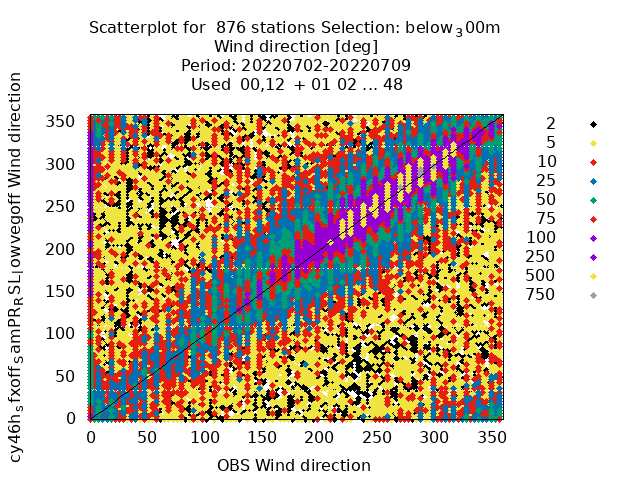 Scatterplot for 876 stations Selection: below₃00m
Wind direction [deg]
Period: 20220702-20220709
Used 00,12 + 01 02 ... 48
cy46hₛfxoffₛamPRᵣSLₗowvegoff Wind direction
350
300
250
200
150
100
50
0
0 50 100 150 200 250 300 350
OBS Wind direction
2
5
10
25
50
75
100
250
500
750